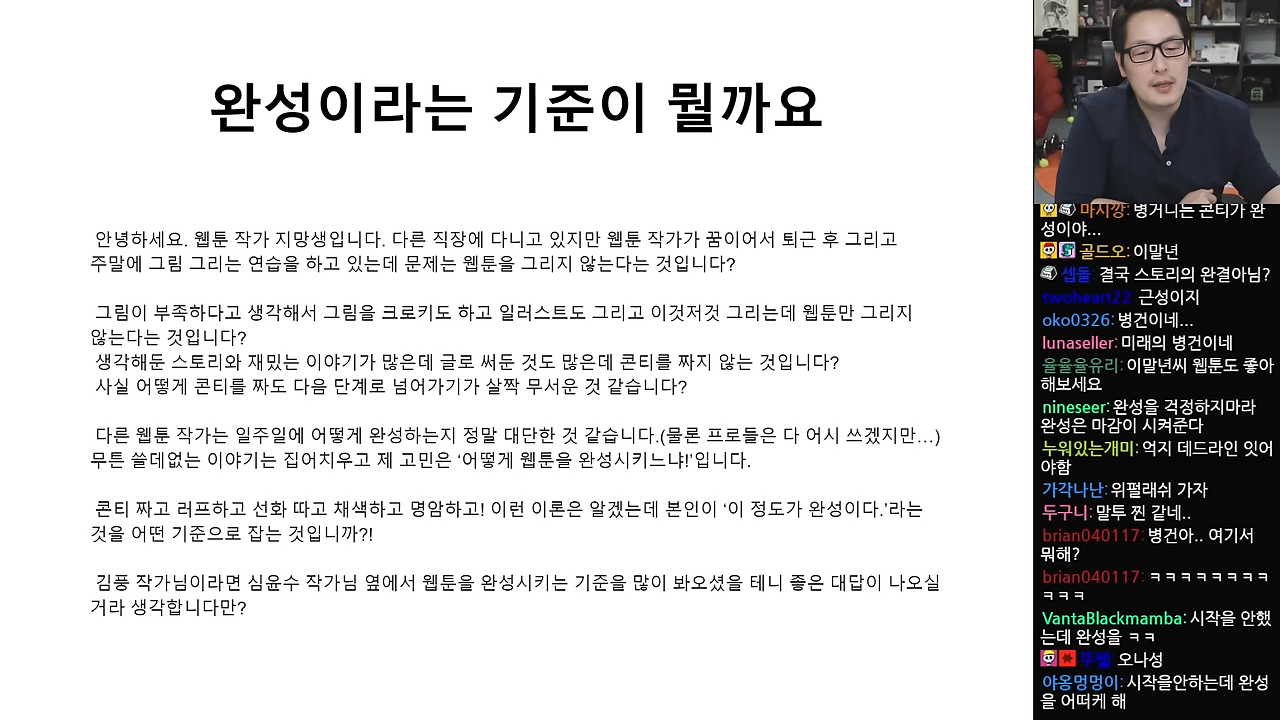 완성이라는 기준이 뭘까요
안녕하세요. 웹툰 작가 지망생입니다. 다른 직장에 다니고 있지만 웹툰 작가가 꿈이어서 퇴근 후 그리고
주말에 그림 그리는 연습을 하고 있는데 문제는 웹툰을 그리지 않는다는 것입니다?
그림이 부족하다고 생각해서 그림을 크로키도 하고 일러스트도 그리고 이것저것 그리는데 웹툰만 그리지
않는다는 것입니다?
생각해둔 스토리와 재밌는 이야기가 많은데 글로 써둔 것도 많은데 콘티를 짜지 않는 것입니다?
사실 어떻게 콘티를 짜도 다음 단계로 넘어가기가 살짝 무서운 것 같습니다?
다른 웹툰 작가는 일주일에 어떻게 완성하는지 정말 대단한 것 같습니다.(물론 프로들은 다 어시 쓰겠지만...)
무튼 쓸데없는 이야기는 집어치우고 제 고민은 '어떻게 웹툰을 완성시키느냐!'입니다.
콘티 짜고 러프하고 선화 따고 채색하고 명암하고! 이런 이론은 알겠는데 본인이 '이 정도가 완성이다.'라는
것을 어떤 기준으로 잡는 것입니까?!
김풍 작가님이라면 심윤수 작가님 옆에서 웹툰을 완성시키는 기준을 많이 봐오셨을 테니 좋은 대답이 나오실
거라 생각합니다만?
마시깡: 병거니는 콘티가 완
성이야...
골드오: 이말년
셉돌: 결국 스토리의 완결아님?
twoheart22: 근성이지
oko0326: 병건이네...
lunaseller: 미래의 병건이네
율율율유리: 이말년씨 웹툰도 좋아
해보세요
nineseer: 완성을 걱정하지마라
완성은 마감이 시켜준다
누워있는개미: 억지 데드라인 잇어
야함
가각나난: 위펄래쉬 가자
두구니: 말투 찐 같네..
brian040117: 병건아.. 여기서
뭐해?
brian040117: ㅋㅋㅋㅋㅋㅋㅋㅋ
ㅋㅋㅋ
VantaBlackmamba: 시작을 안했
는데 완성을 ㅋㅋ
뚜웰: 오나성
야옹멍멍이: 시작을안하는데 완성
을 어떠케 해